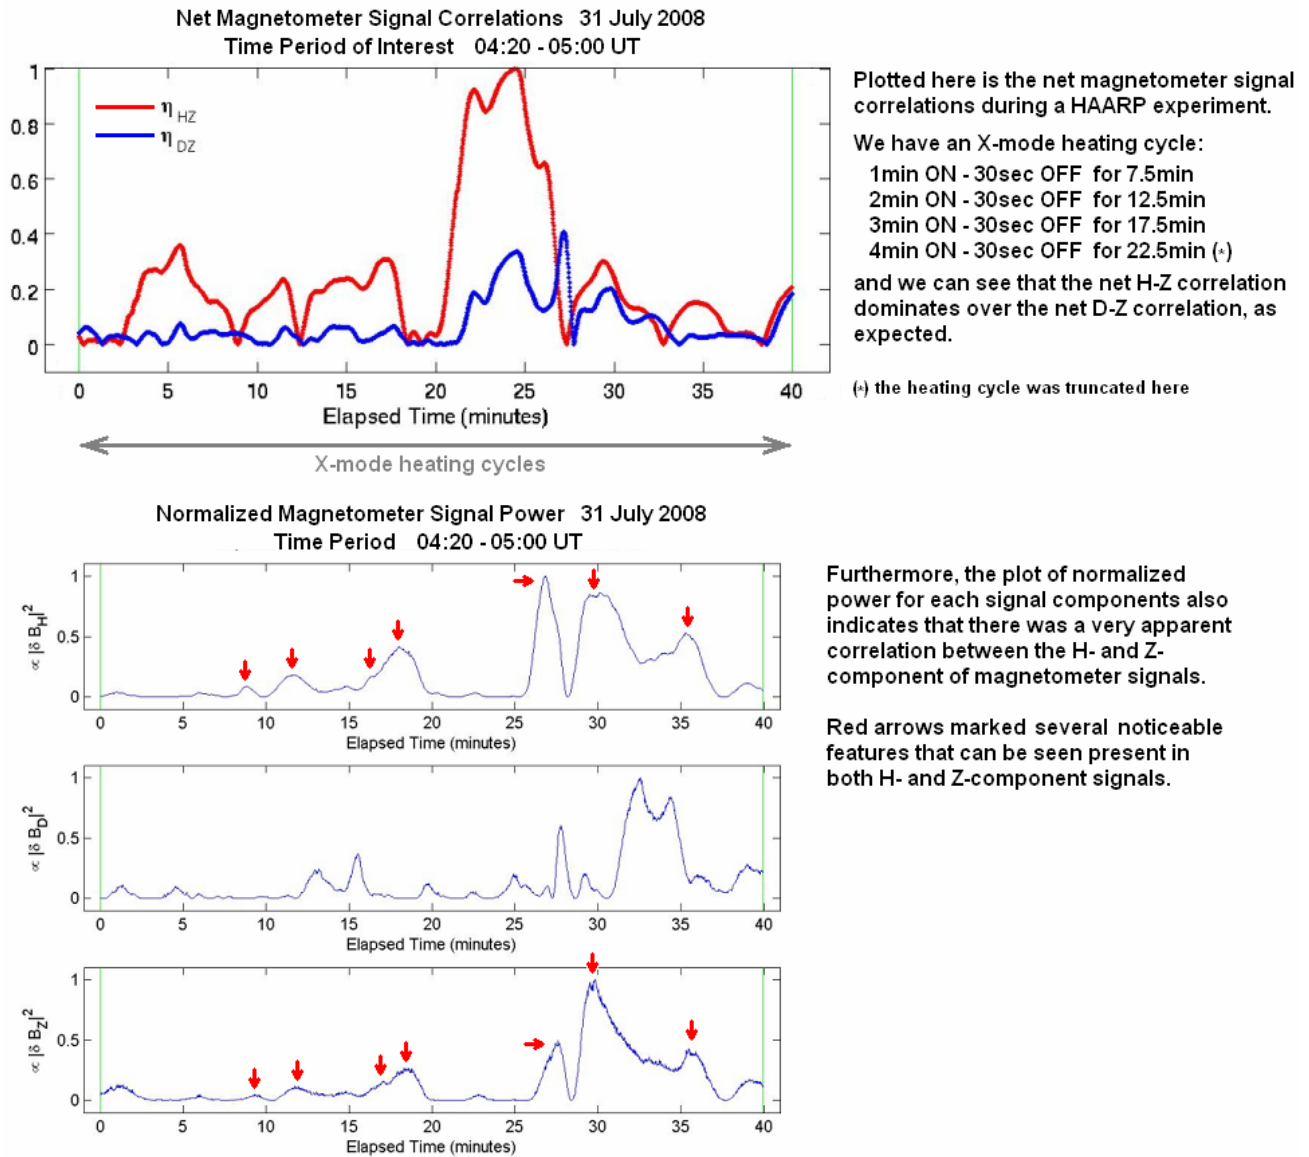 Net Magnetometer Signal Correlations 31 July 2008
Time Period of Interest 04:20 - 05:00 UT
1
0.8
0.6
0.4
0.2
0
η HZ
η DZ
0 5 10 15 20 25 30 35 40
Elapsed Time (minutes)
X-mode heating cycles
Plotted here is the net magnetometer signal
correlations during a HAARP experiment.
We have an X-mode heating cycle:
1min ON - 30sec OFF for 7.5min
2min ON - 30sec OFF for 12.5min
3min ON - 30sec OFF for 17.5min
4min ON - 30sec OFF for 22.5min (*)
and we can see that the net H-Z correlation
dominates over the net D-Z correlation, as
expected.
(*) the heating cycle was truncated here
Normalized Magnetometer Signal Power 31 July 2008
Time Period 04:20 - 05:00 UT
∝ |δ B_H|²
1
0.5
0
0 5 10 15 20 25 30 35 40
Elapsed Time (minutes)
∝ |δ B_D|²
1
0.5
0
0 5 10 15 20 25 30 35 40
Elapsed Time (minutes)
∝ |δ B_Z|²
1
0.5
0
0 5 10 15 20 25 30 35 40
Elapsed Time (minutes)
Furthermore, the plot of normalized
power for each signal components also
indicates that there was a very apparent
correlation between the H- and Z-
component of magnetometer signals.
Red arrows marked several noticeable
features that can be seen present in
both H- and Z-component signals.